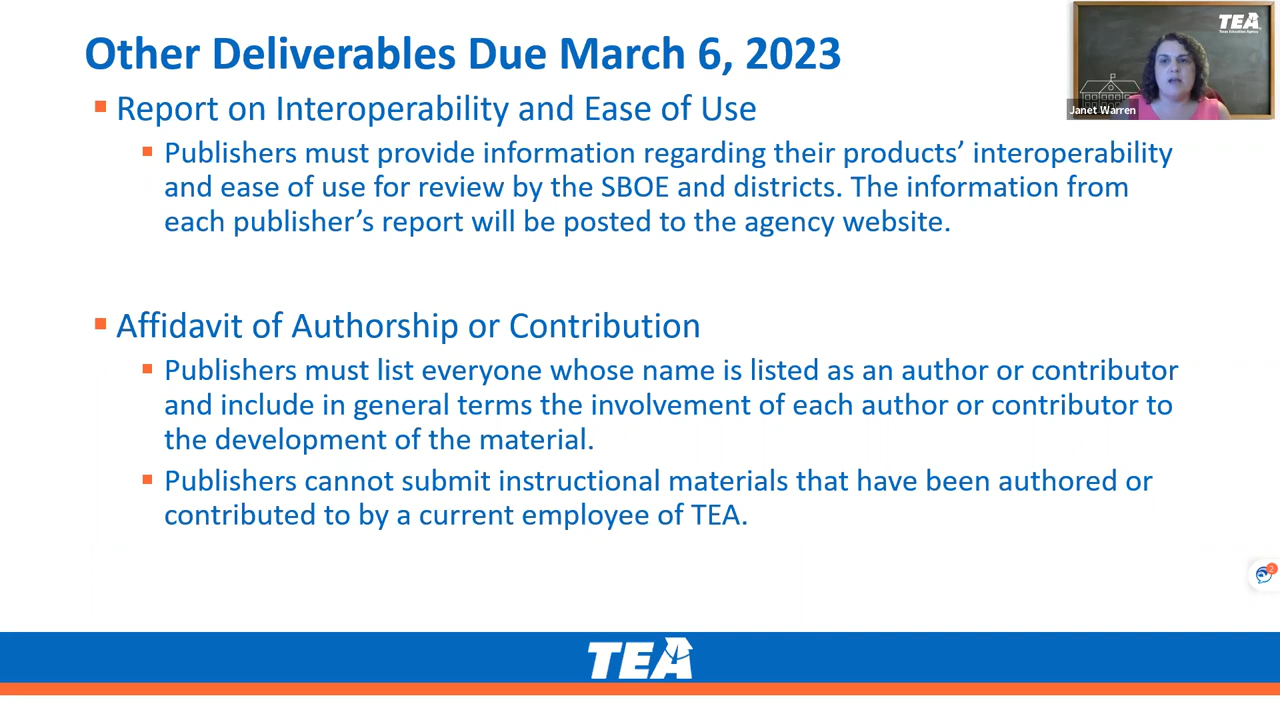 Other Deliverables Due March 6, 2023
▪ Report on Interoperability and Ease of Use
▪ Publishers must provide information regarding their products’ interoperability
and ease of use for review by the SBOE and districts. The information from
each publisher’s report will be posted to the agency website.
▪ Affidavit of Authorship or Contribution
▪ Publishers must list everyone whose name is listed as an author or contributor
and include in general terms the involvement of each author or contributor to
the development of the material.
▪ Publishers cannot submit instructional materials that have been authored or
contributed to by a current employee of TEA.
TEA
Texas Education Agency
Janet Warren
2
TEA